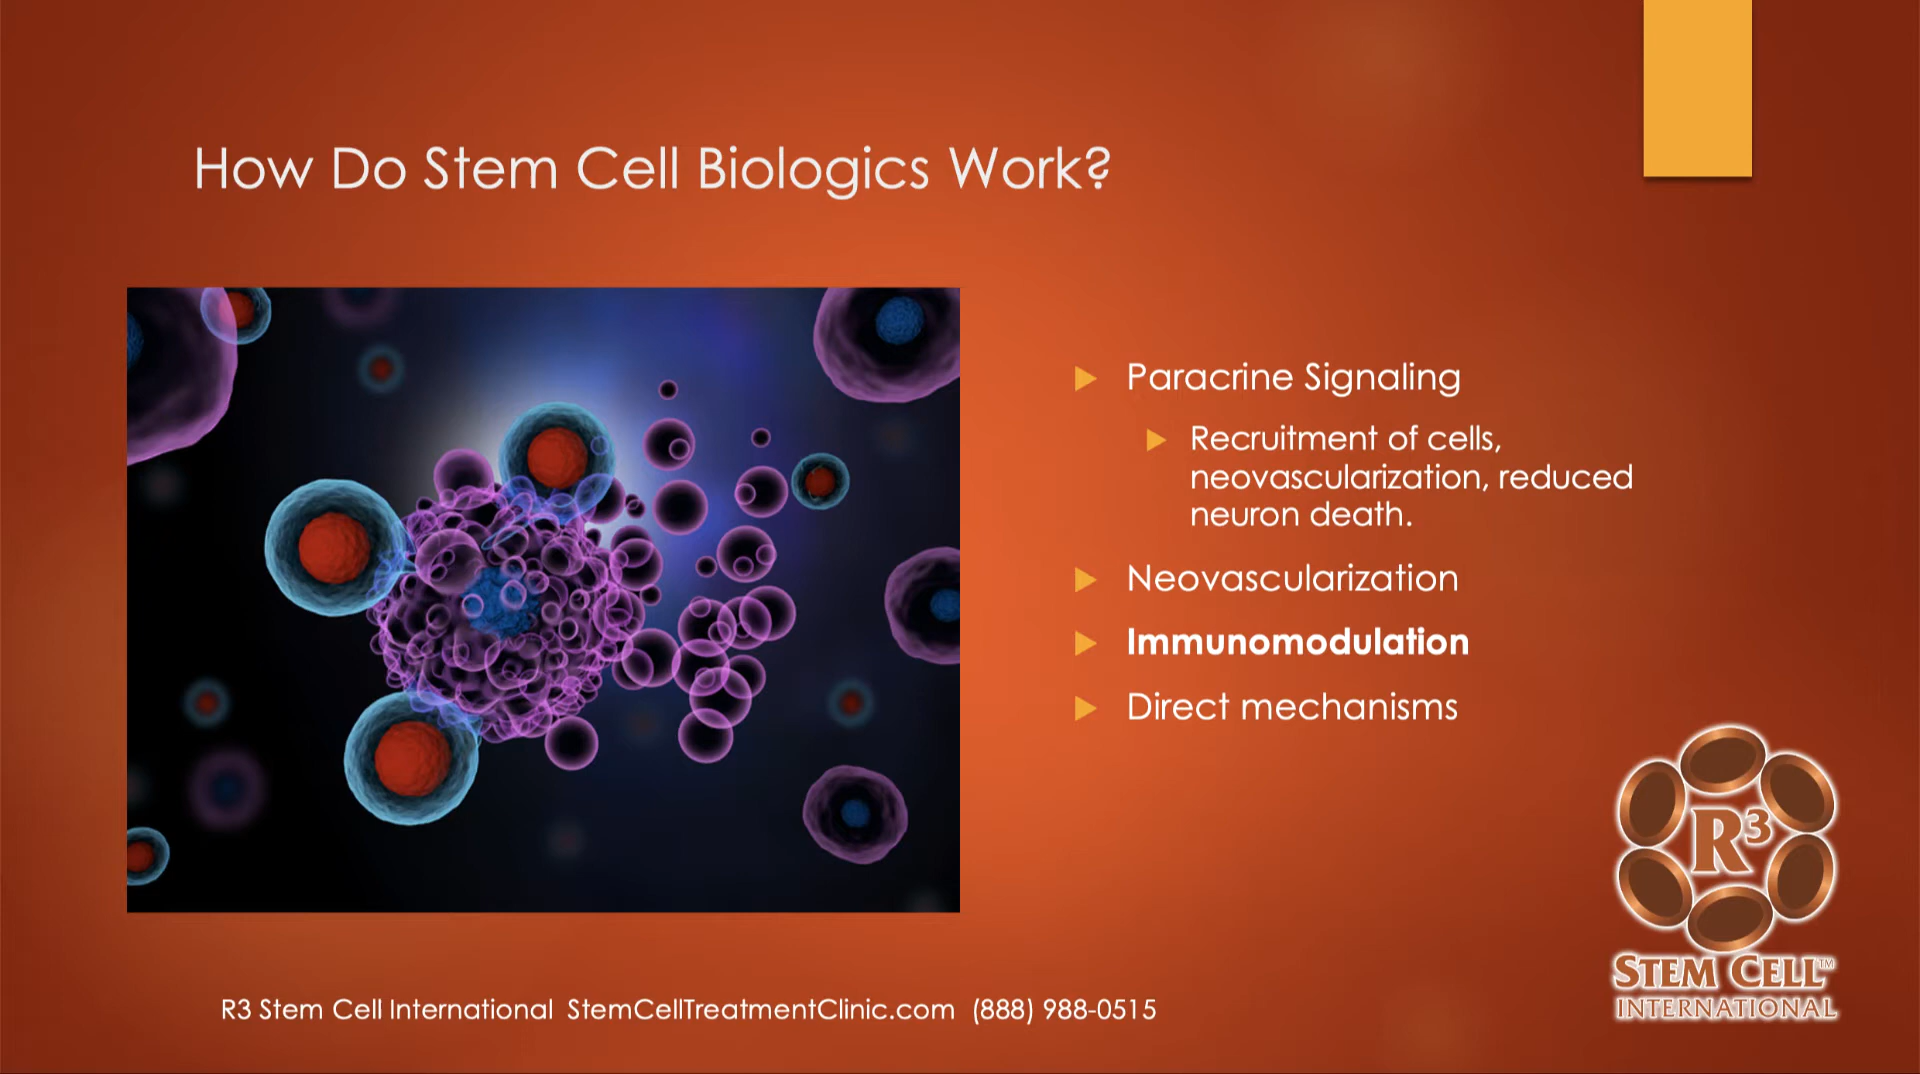 How Do Stem Cell Biologics Work?
Paracrine Signaling
Recruitment of cells,
neovascularization, reduced
neuron death.
Neovascularization
Immunomodulation
Direct mechanisms
R³
STEM CELL™
INTERNATIONAL
R3 Stem Cell International StemCellTreatmentClinic.com (888) 988-0515